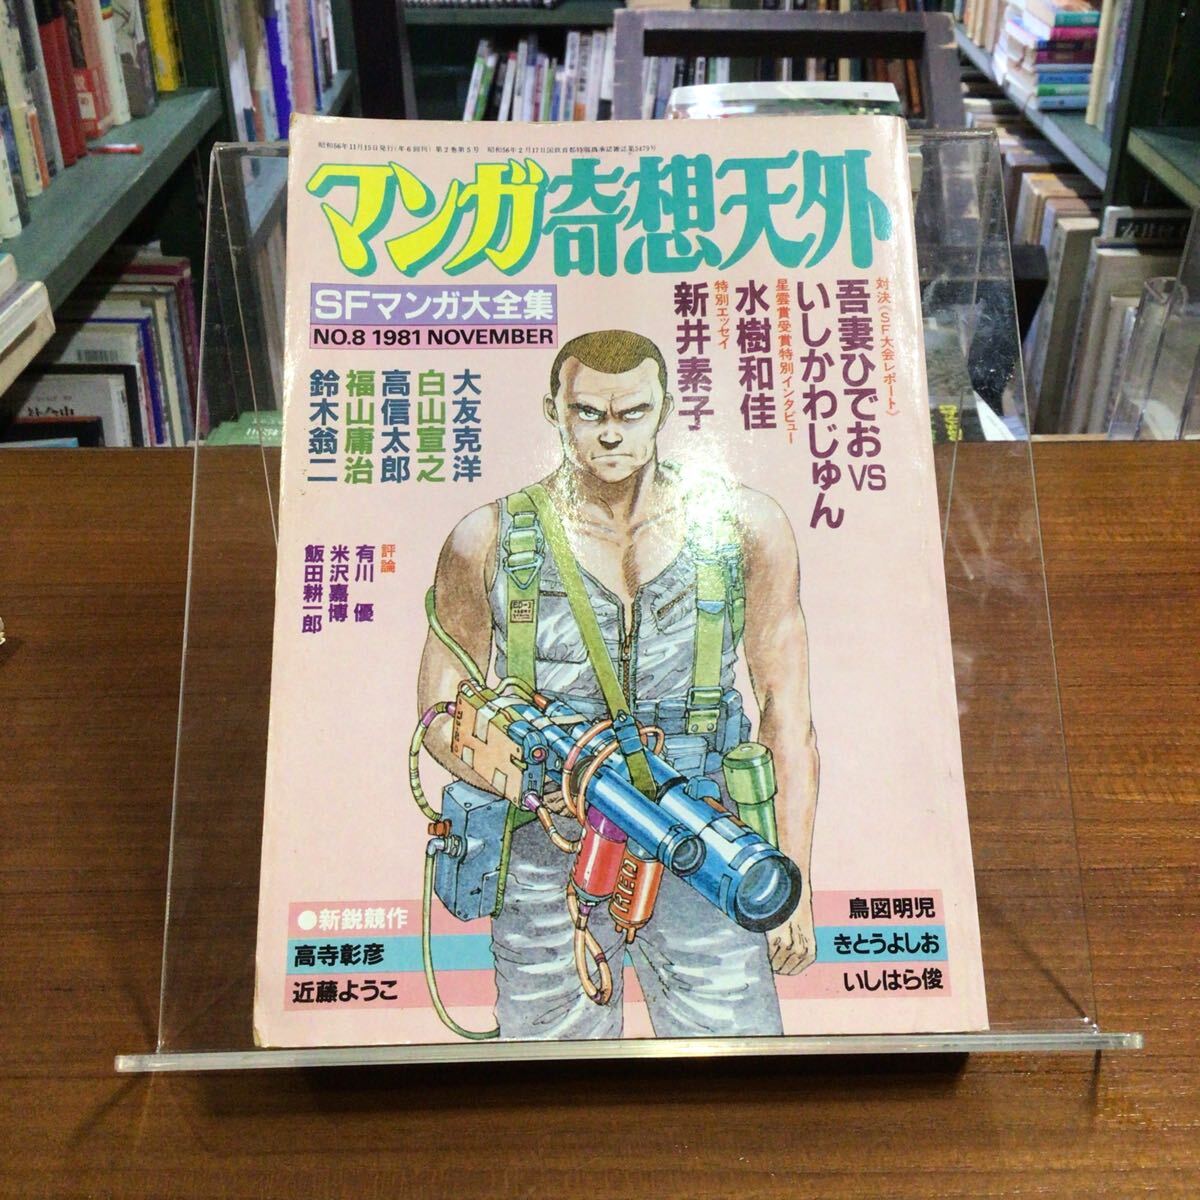 昭和56年11月15日発行(年6回刊) 第2巻第5号 昭和56年2月17日国鉄首都特別扱承認雑誌第3479号
マンガ奇想天外
SFマンガ大全集
NO.8 1981 NOVEMBER
対決《SF大会レポート》
吾妻ひでおVS
いしかわじゅん
星雲賞受賞特別インタビュー
水樹和佳
特別エッセイ
新井素子
大友克洋
白山宣之
高信太郎
福山庸治
鈴木翁二
評論
有川 優
米沢嘉博
飯田耕一郎
ED-1
RED
●新鋭競作
高寺彰彦
近藤ようこ
鳥図明児
きとうよしお
いしはら俊